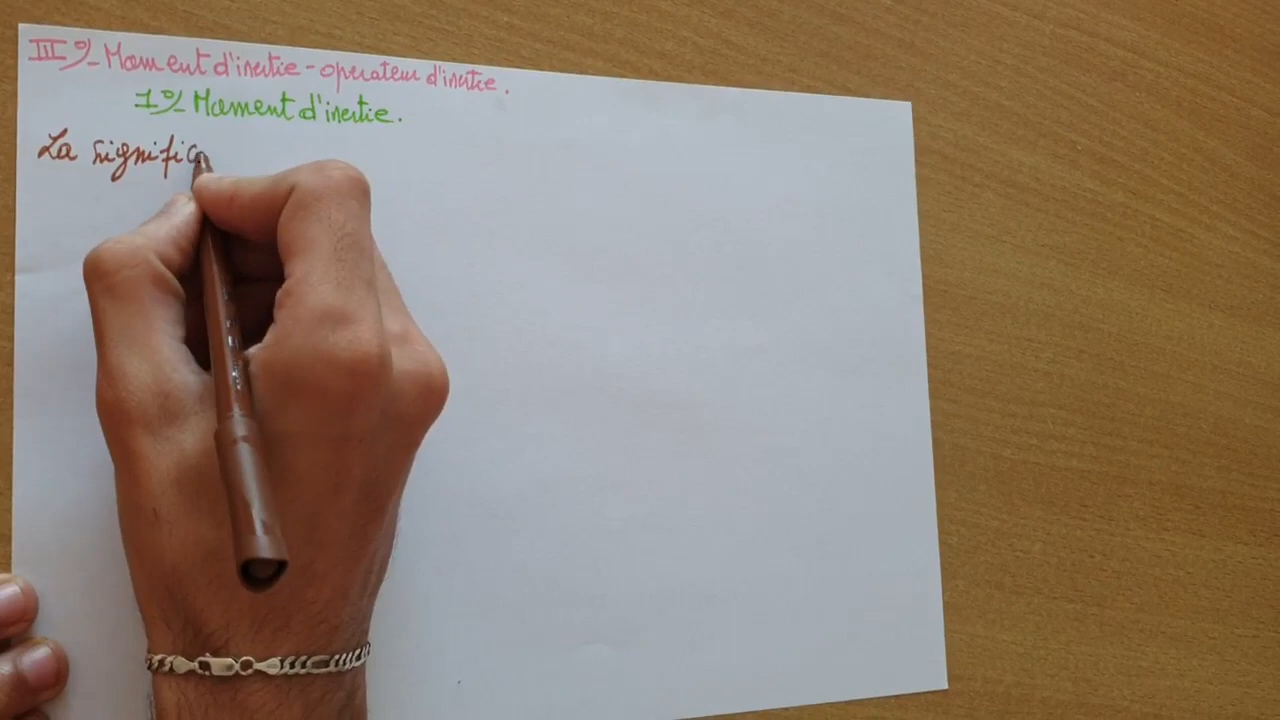 III°/- Moment d'inertie - operateur d'inertie.
1°/- Moment d'inertie.
La significa